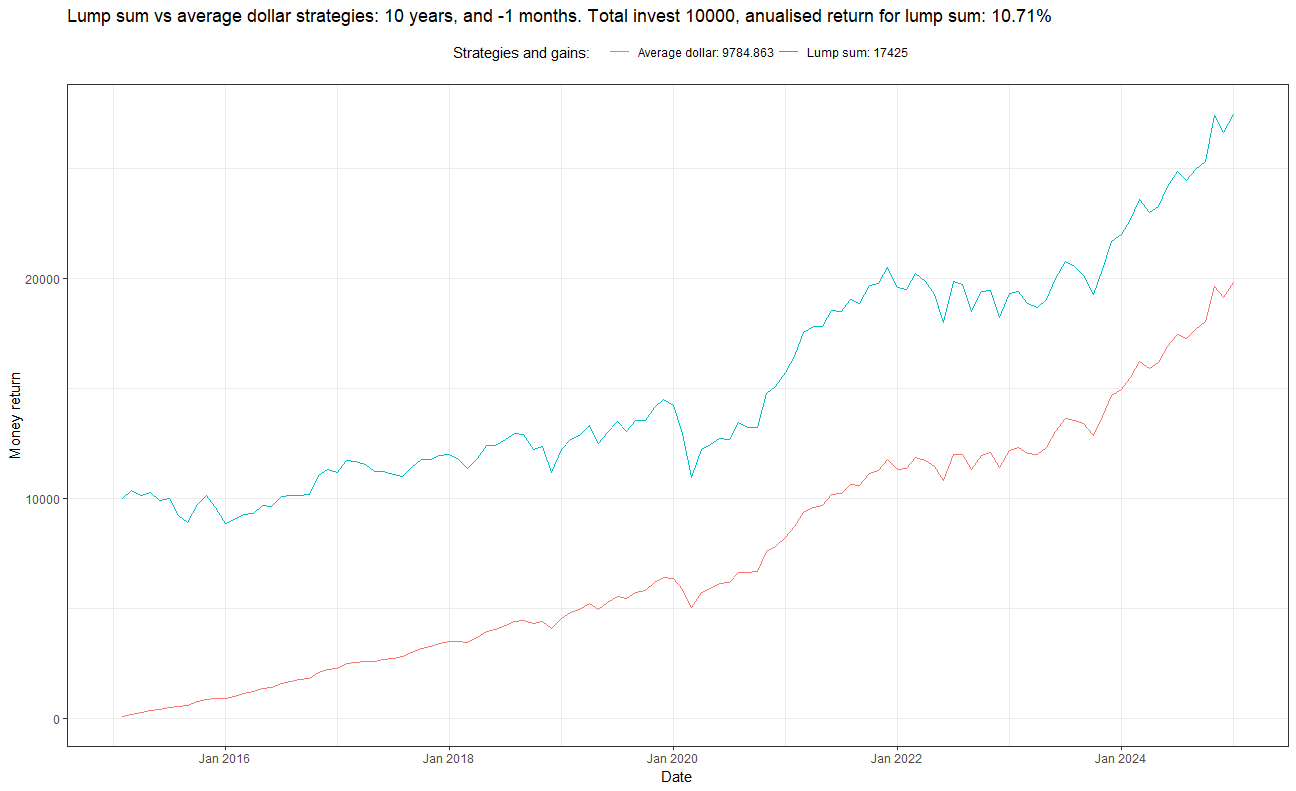 Lump sum vs average dollar strategies: 10 years, and -1 months. Total invest 10000, anualised return for lump sum: 10.71%
Strategies and gains: Average dollar: 9784.863 Lump sum: 17425
Money return
20000
10000
0
Jan 2016 Jan 2018 Jan 2020 Jan 2022 Jan 2024
Date